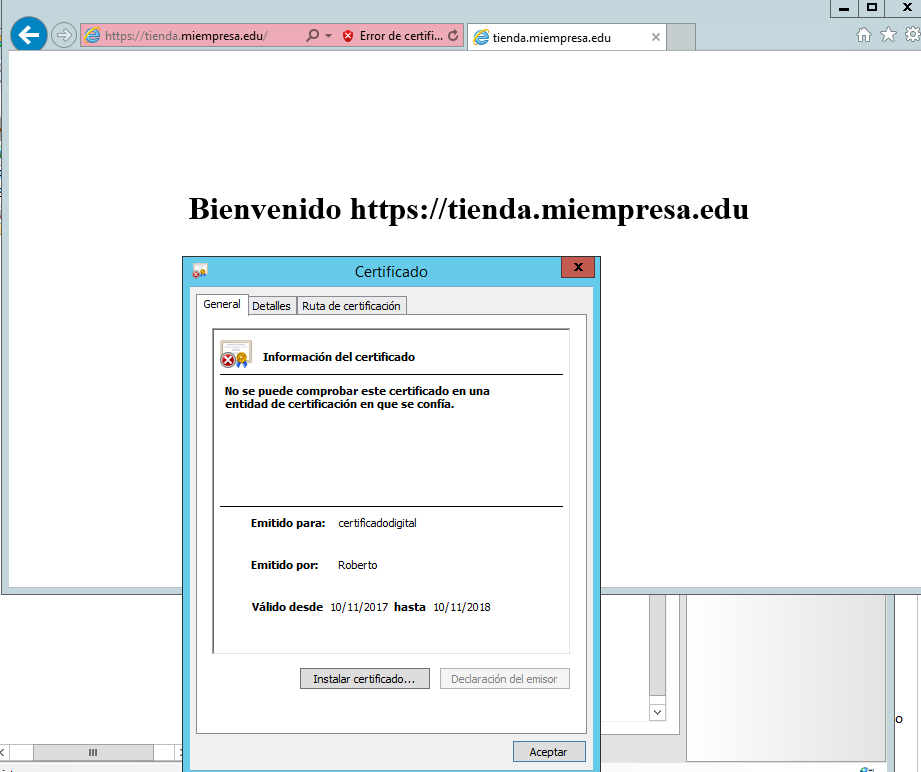 https://tienda.miempresa.edu/
Error de certifi...
tienda.miempresa.edu
Bienvenido https://tienda.miempresa.edu
Certificado
General
Detalles
Ruta de certificación
Información del certificado
No se puede comprobar este certificado en una
entidad de certificación en que se confía.
Emitido para: certificadodigital
Emitido por: Roberto
Válido desde 10/11/2017 hasta 10/11/2018
Instalar certificado...
Declaración del emisor
o
Aceptar